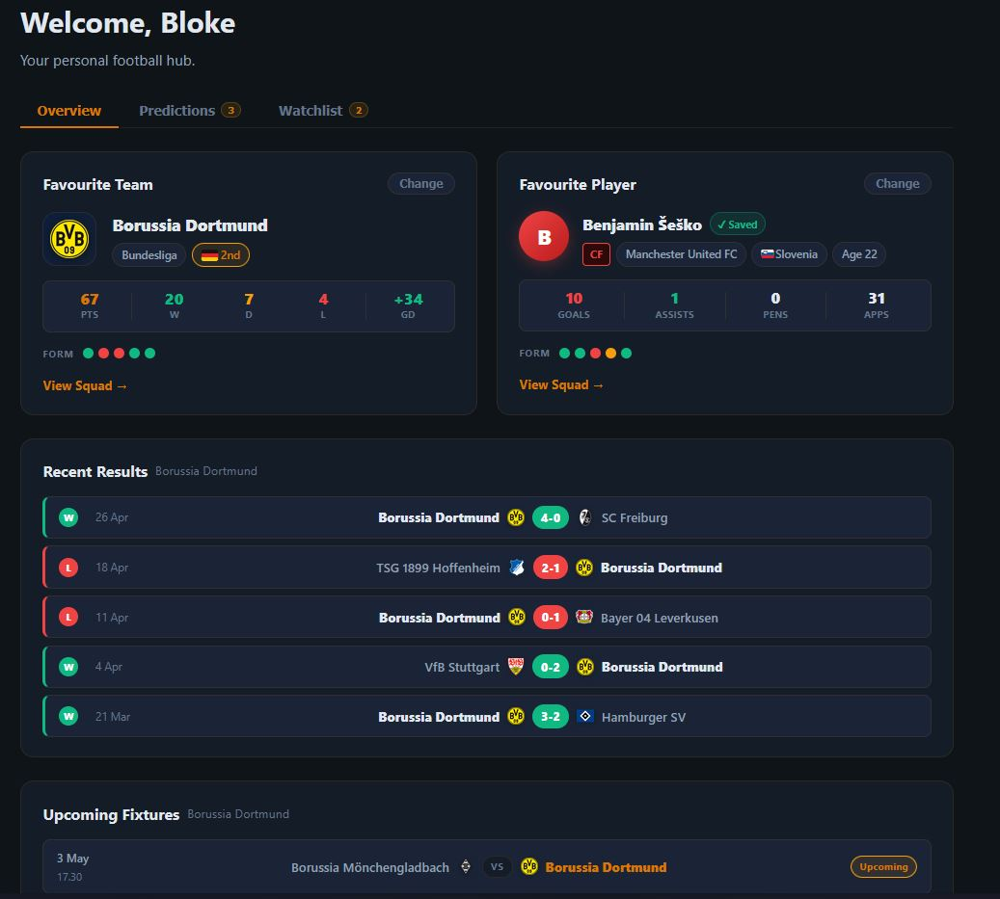 Welcome, Bloke
Your personal football hub.
Overview Predictions 3 Watchlist 2
Favourite Team Change
BVB 09
Borussia Dortmund
Bundesliga 2nd
67 20 7 4 +34
PTS W D L GD
FORM
View Squad →
Favourite Player Change
B
Benjamin Šeško ✓ Saved
CF Manchester United FC Slovenia Age 22
10 1 0 31
GOALS ASSISTS PENS APPS
FORM
View Squad →
Recent Results Borussia Dortmund
W 26 Apr Borussia Dortmund 4-0 SC Freiburg
L 18 Apr TSG 1899 Hoffenheim 2-1 Borussia Dortmund
L 11 Apr Borussia Dortmund 0-1 Bayer 04 Leverkusen
W 4 Apr VfB Stuttgart 0-2 Borussia Dortmund
W 21 Mar Borussia Dortmund 3-2 Hamburger SV
Upcoming Fixtures Borussia Dortmund
3 May
17.30
Borussia Mönchengladbach VS Borussia Dortmund Upcoming